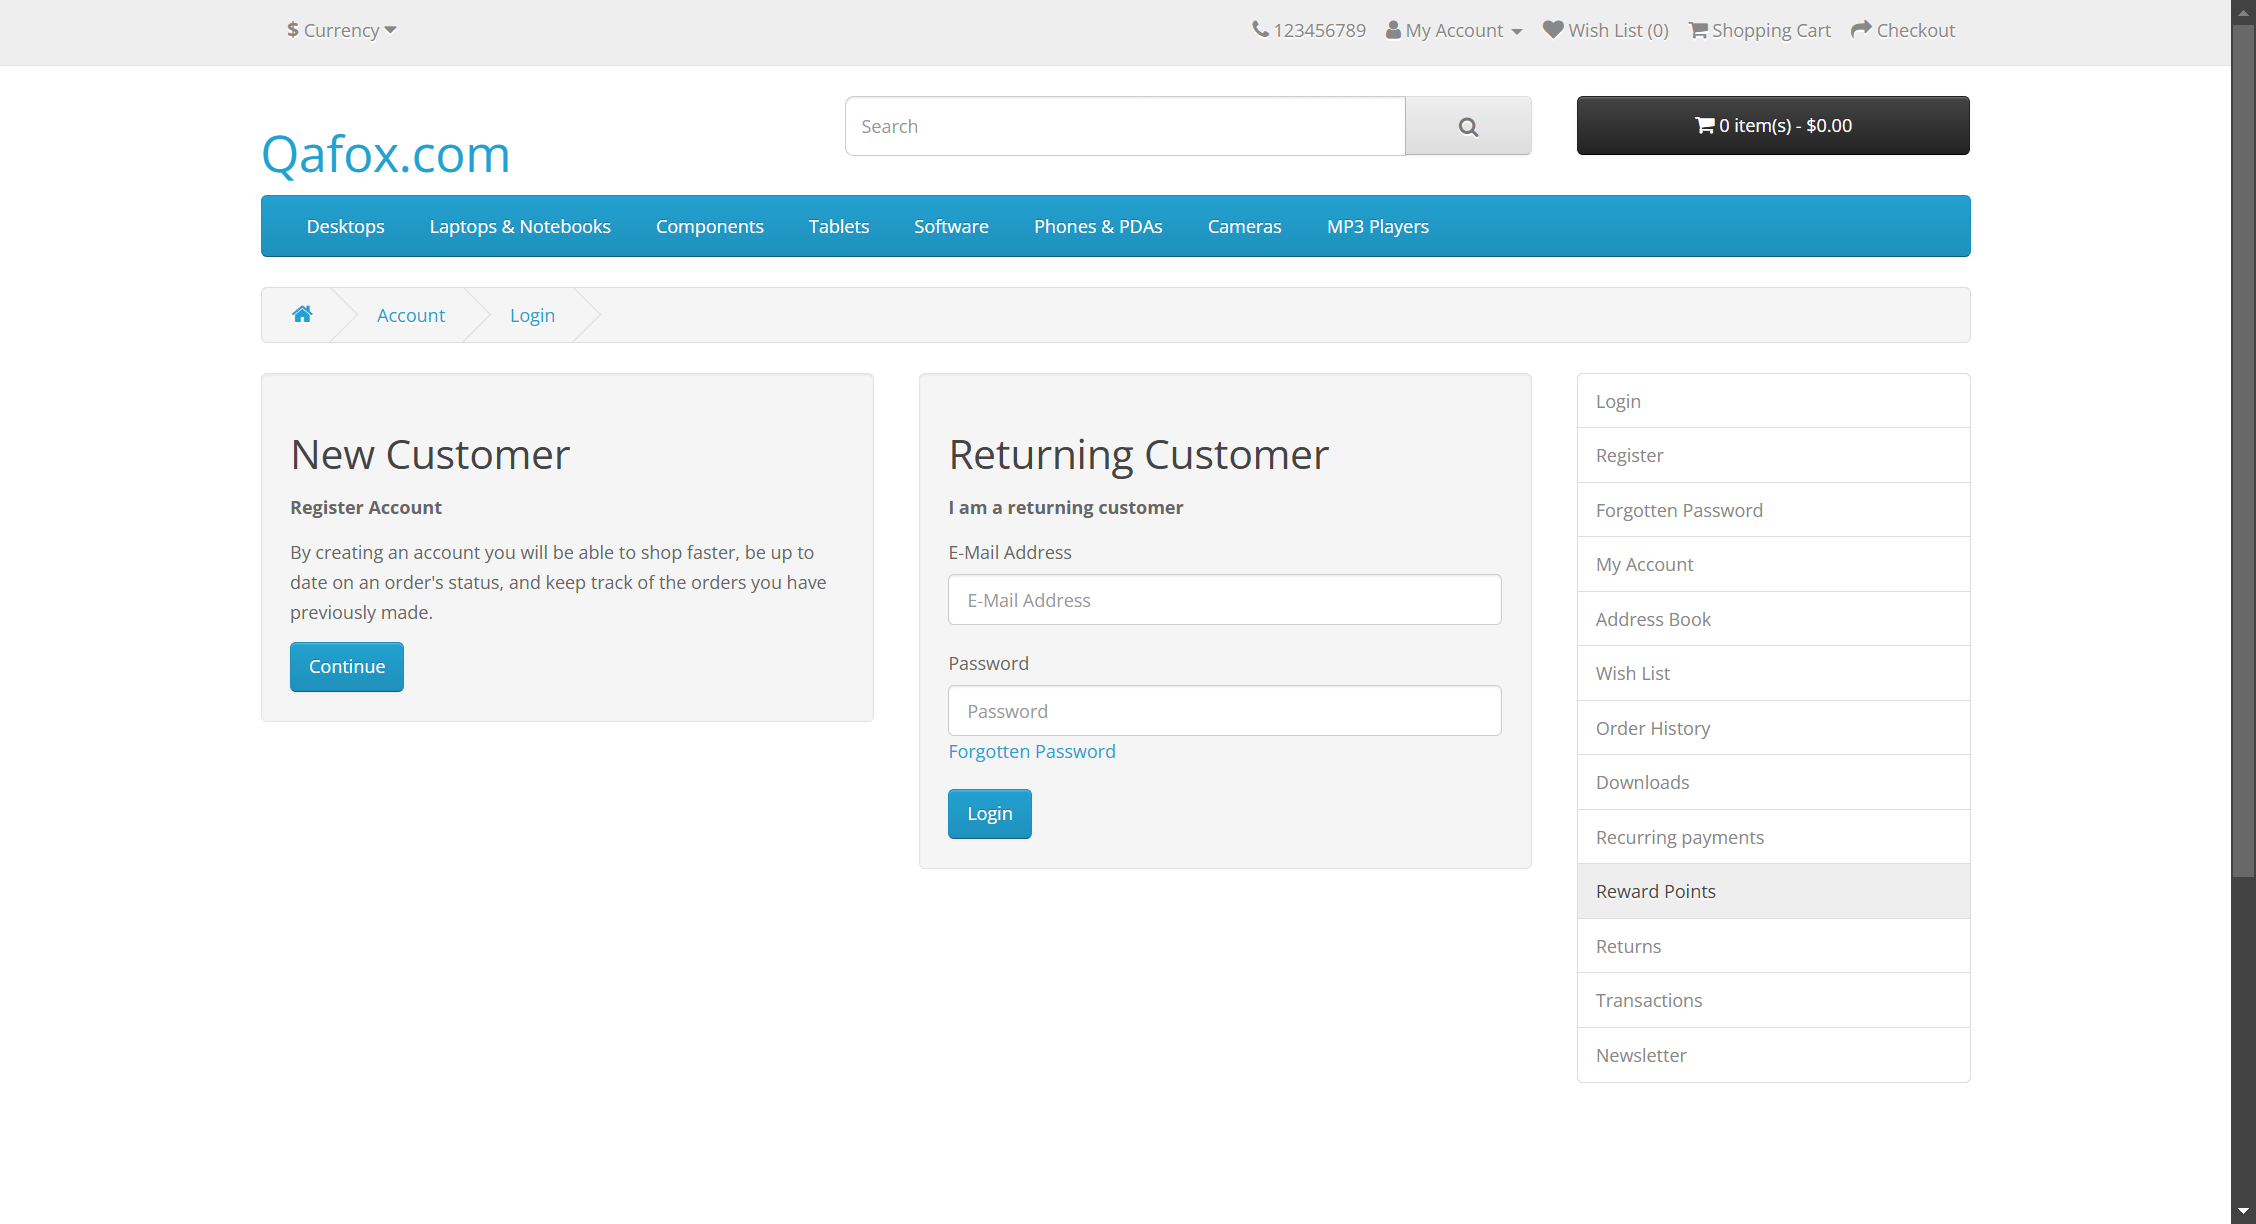 $ Currency
123456789 My Account Wish List (0) Shopping Cart Checkout
Qafox.com
Search
0 item(s) - $0.00
Desktops Laptops & Notebooks Components Tablets Software Phones & PDAs Cameras MP3 Players
Account Login
New Customer
Register Account
By creating an account you will be able to shop faster, be up to
date on an order's status, and keep track of the orders you have
previously made.
Continue
Returning Customer
I am a returning customer
E-Mail Address
E-Mail Address
Password
Password
Forgotten Password
Login
Login
Register
Forgotten Password
My Account
Address Book
Wish List
Order History
Downloads
Recurring payments
Reward Points
Returns
Transactions
Newsletter